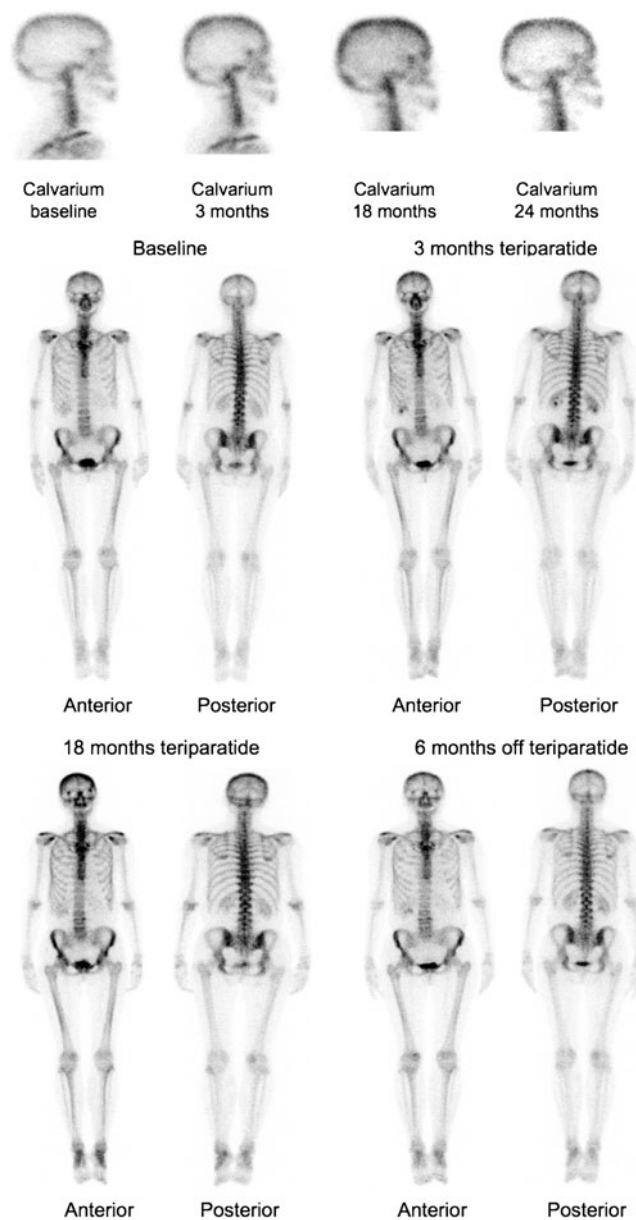 Calvarium Calvarium Calvarium Calvarium
baseline 3 months 18 months 24 months
Baseline 3 months teriparatide
Anterior Posterior Anterior Posterior
18 months teriparatide 6 months off teriparatide
Anterior Posterior Anterior Posterior